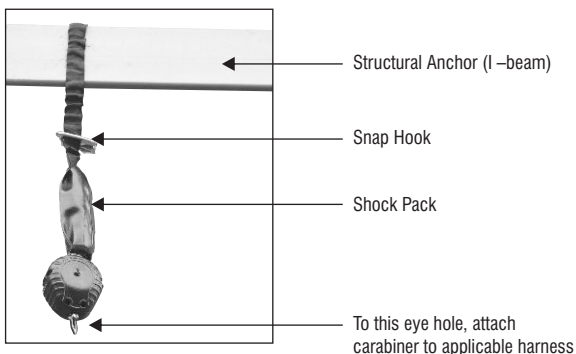 Structural Anchor (I –beam)
Snap Hook
Shock Pack
To this eye hole, attach
carabiner to applicable harness